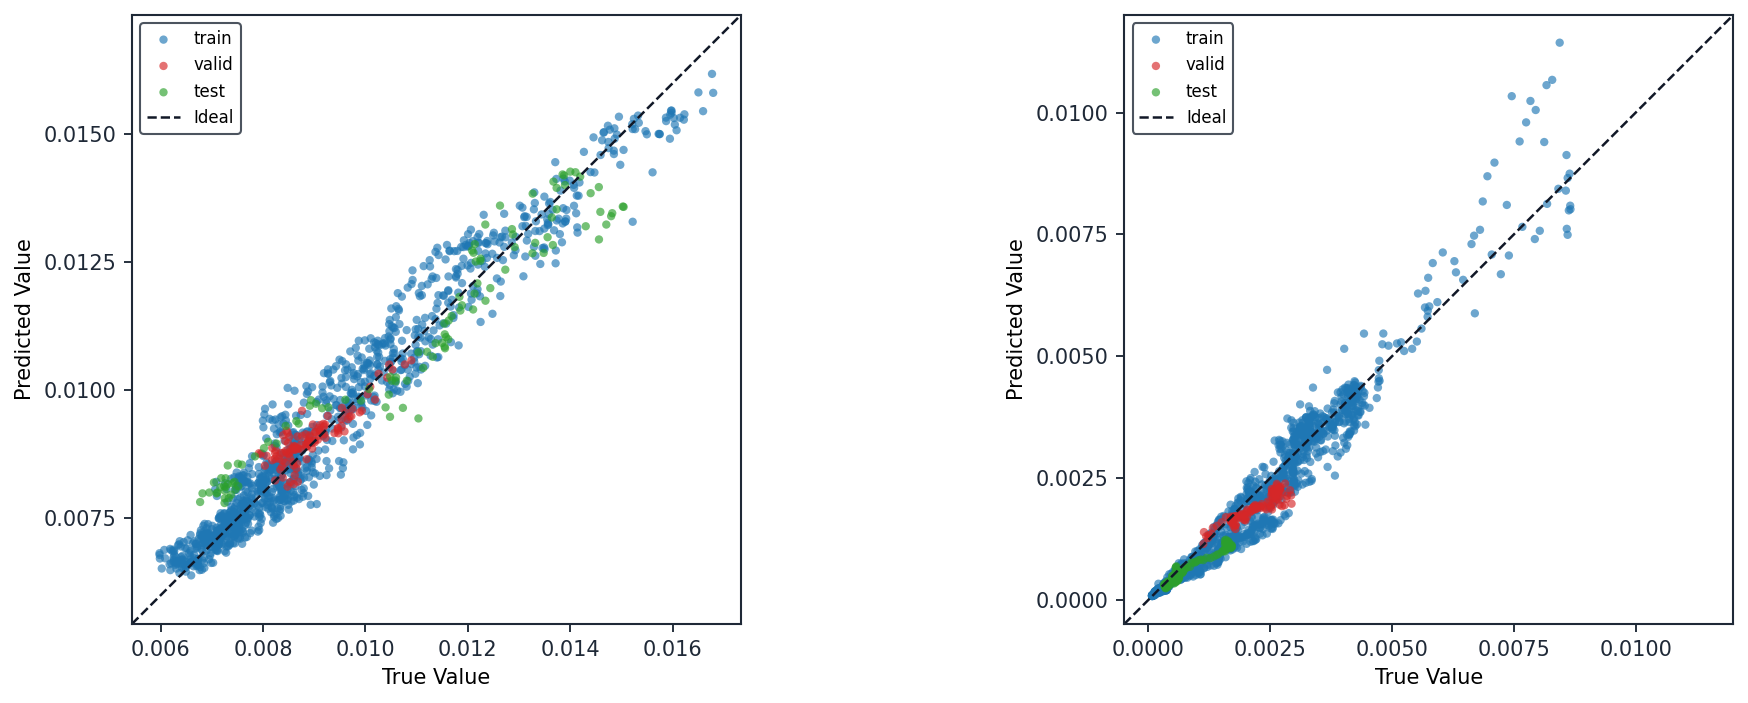 train
valid
test
Ideal
0.0150
0.0125
0.0100
0.0075
Predicted Value
0.006 0.008 0.010 0.012 0.014 0.016
True Value
train
valid
test
Ideal
0.0100
0.0075
0.0050
0.0025
0.0000
Predicted Value
0.0000 0.0025 0.0050 0.0075 0.0100
True Value